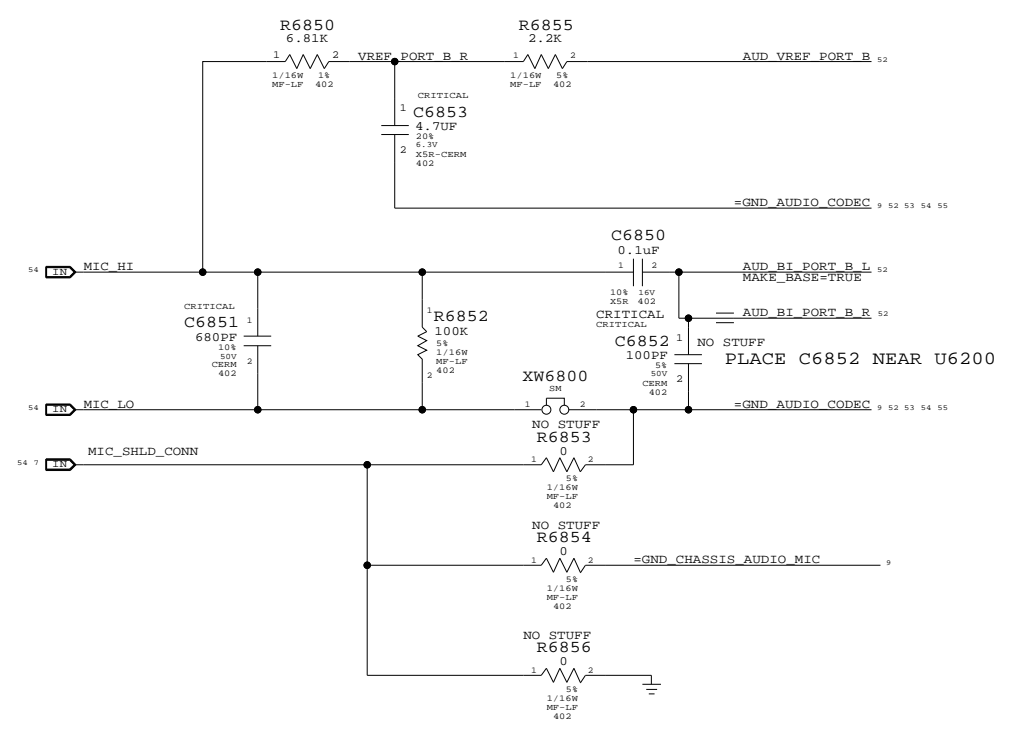 R6850
6.81K
1 2
1/16W 1%
MF-LF 402
VREF_PORT_B_R
R6855
2.2K
1 2
1/16W 5%
MF-LF 402
AUD_VREF_PORT_B 52
CRITICAL
1
C6853
4.7UF
20%
6.3V
X5R-CERM
402
2
=GND_AUDIO_CODEC 9 52 53 54 55
54 IN MIC_HI
C6850
0.1uF
1 2
10% 16V
X5R 402
CRITICAL
AUD_BI_PORT_B_L 52
MAKE_BASE=TRUE
AUD_BI_PORT_B_R 52
CRITICAL
C6851
680PF
10%
50V
CERM
402
1
2
1
R6852
100K
5%
1/16W
MF-LF
402
2
CRITICAL
C6852
100PF
5%
50V
CERM
402
1
2
NO STUFF
PLACE C6852 NEAR U6200
XW6800
SM
1 2
54 IN MIC_LO
=GND_AUDIO_CODEC 9 52 53 54 55
NO STUFF
R6853
0
1 2
5%
1/16W
MF-LF
402
54 7 IN MIC_SHLD_CONN
NO STUFF
R6854
0
1 2
5%
1/16W
MF-LF
402
=GND_CHASSIS_AUDIO_MIC 9
NO STUFF
R6856
0
1 2
5%
1/16W
MF-LF
402